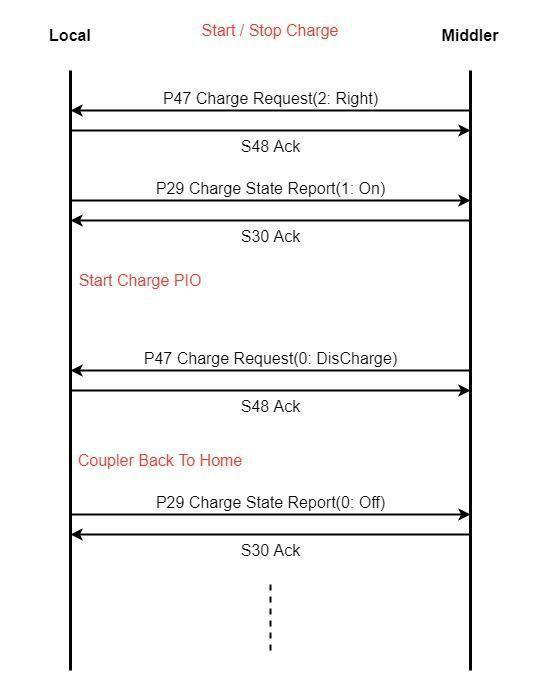 Local
Start / Stop Charge
Middler
P47 Charge Request(2: Right)
S48 Ack
P29 Charge State Report(1: On)
S30 Ack
Start Charge PIO
P47 Charge Request(0: DisCharge)
S48 Ack
Coupler Back To Home
P29 Charge State Report(0: Off)
S30 Ack